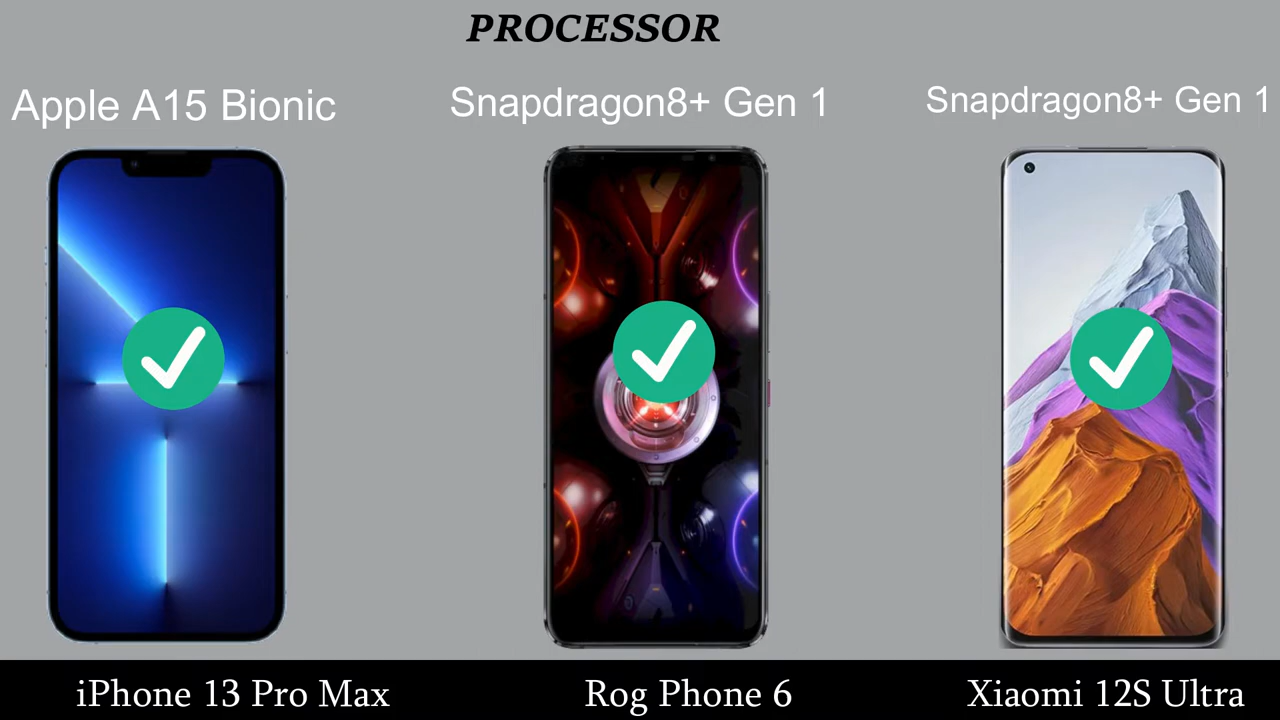 PROCESSOR
Apple A15 Bionic
Snapdragon8+ Gen 1
Snapdragon8+ Gen 1
iPhone 13 Pro Max
Rog Phone 6
Xiaomi 12S Ultra